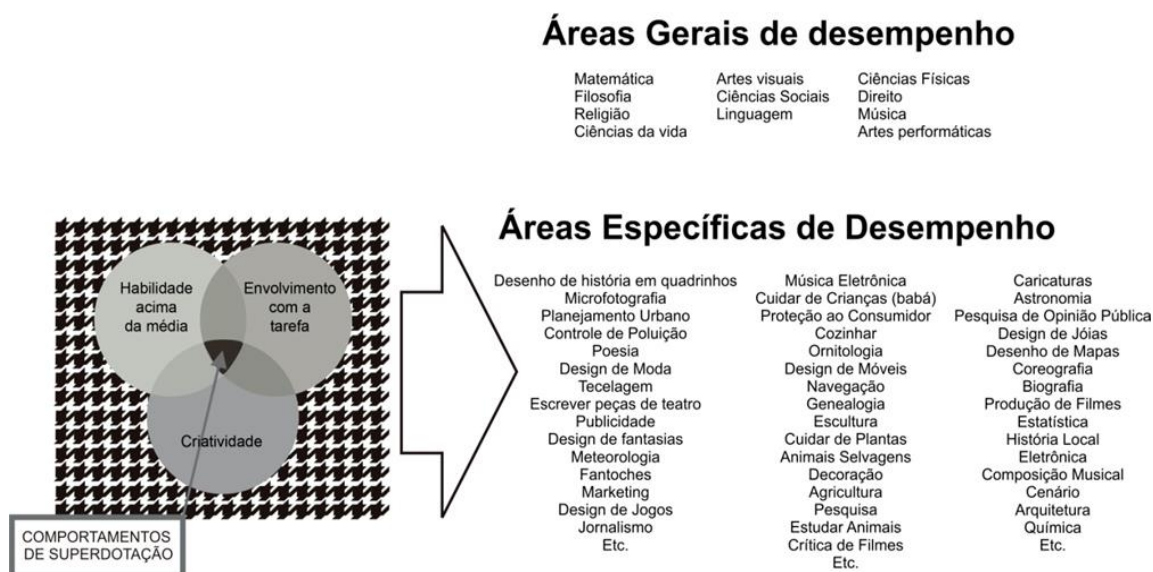 Áreas Gerais de desempenho
Matemática
Filosofia
Religião
Ciências da vida
Artes visuais
Ciências Sociais
Linguagem
Ciências Físicas
Direito
Música
Artes performáticas
Habilidade
acima
da média
Envolvimento
com a
tarefa
Criatividade
COMPORTAMENTOS
DE SUPERDOTAÇÃO
Áreas Específicas de Desempenho
Desenho de história em quadrinhos
Microfotografia
Planejamento Urbano
Controle de Poluição
Poesia
Design de Moda
Tecelagem
Escrever peças de teatro
Publicidade
Design de fantasias
Meteorologia
Fantoches
Marketing
Design de Jogos
Jornalismo
Etc.
Música Eletrônica
Cuidar de Crianças (babá)
Proteção ao Consumidor
Cozinhar
Ornitologia
Design de Móveis
Navegação
Genealogia
Escultura
Cuidar de Plantas
Animais Selvagens
Decoração
Agricultura
Pesquisa
Estudar Animais
Crítica de Filmes
Etc.
Caricaturas
Astronomia
Pesquisa de Opinião Pública
Design de Jóias
Desenho de Mapas
Coreografia
Biografia
Produção de Filmes
Estatística
História Local
Eletrônica
Composição Musical
Cenário
Arquitetura
Química
Etc.